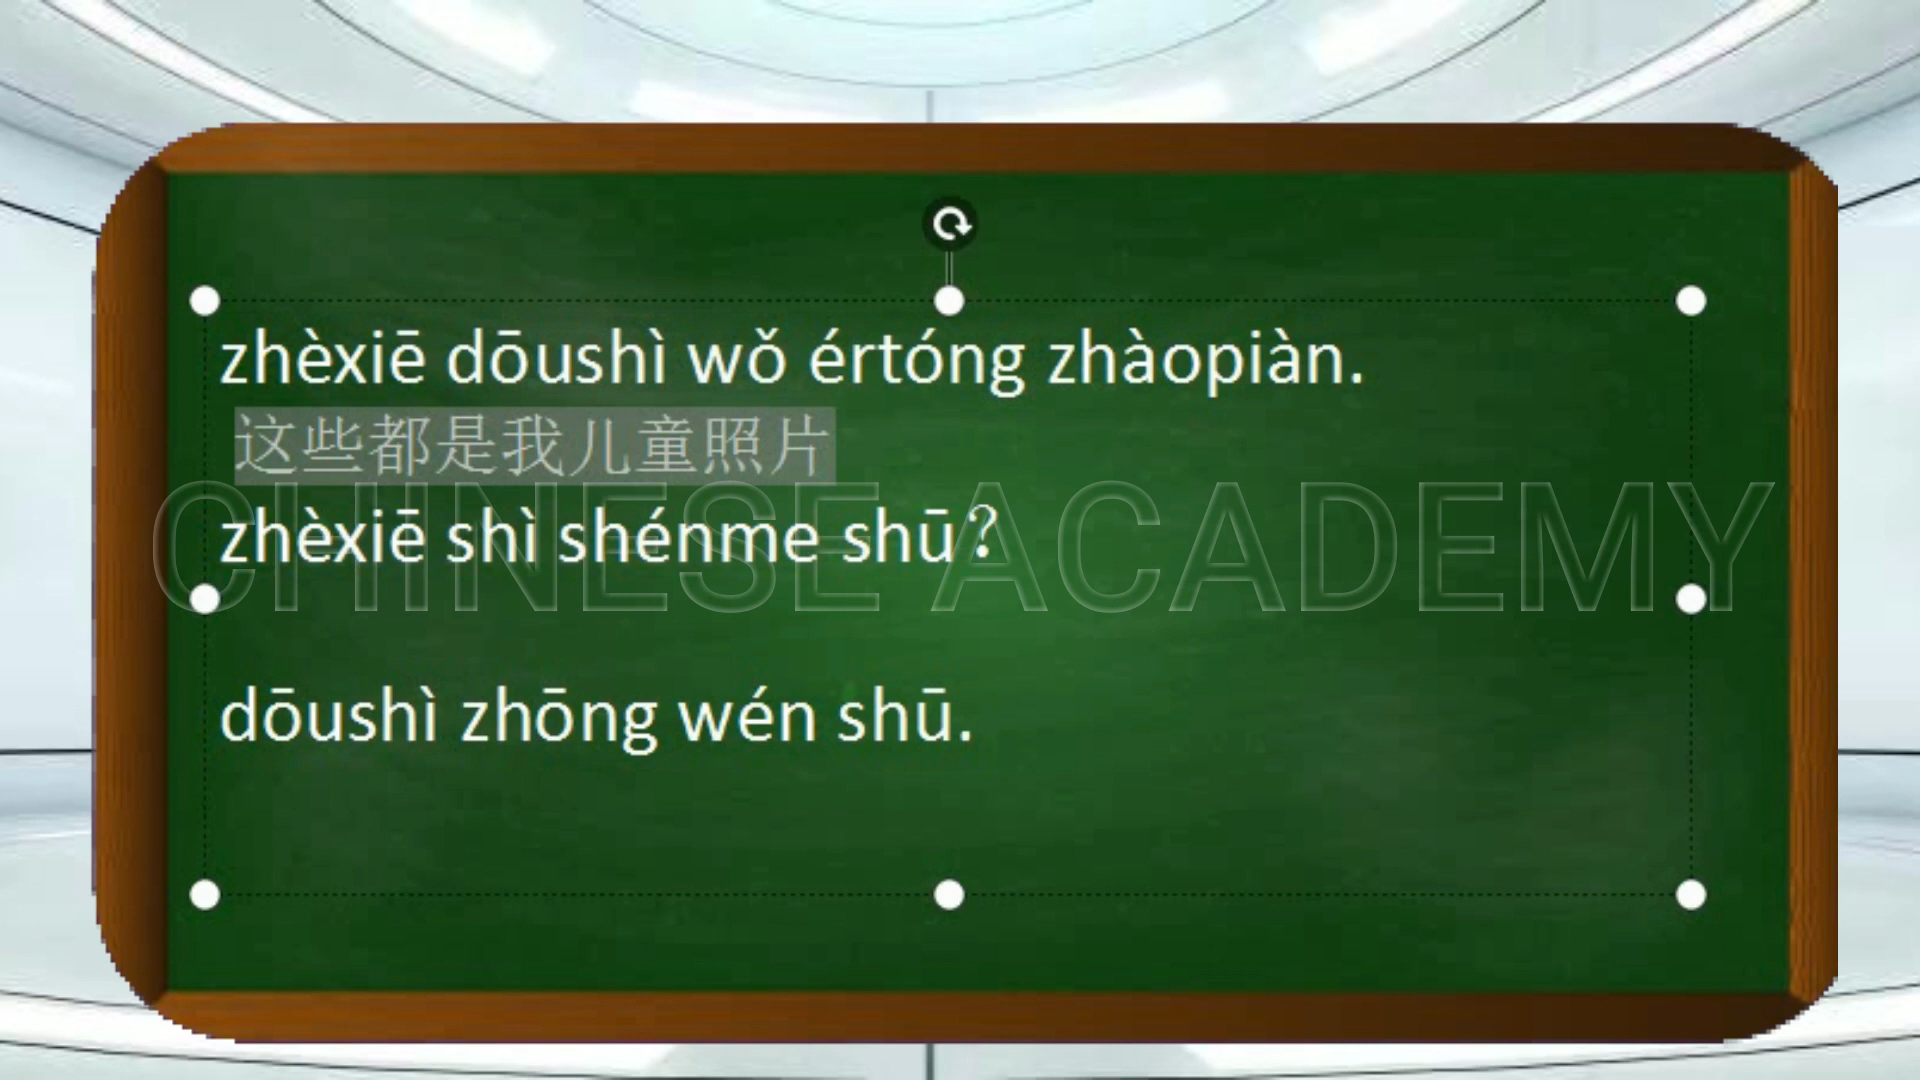 zhèxiē dōushì wǒ értóng zhàopiàn.
这些都是我儿童照片
zhèxiē shì shénme shū?
CHINESE ACADEMY
dōushì zhōng wén shū.